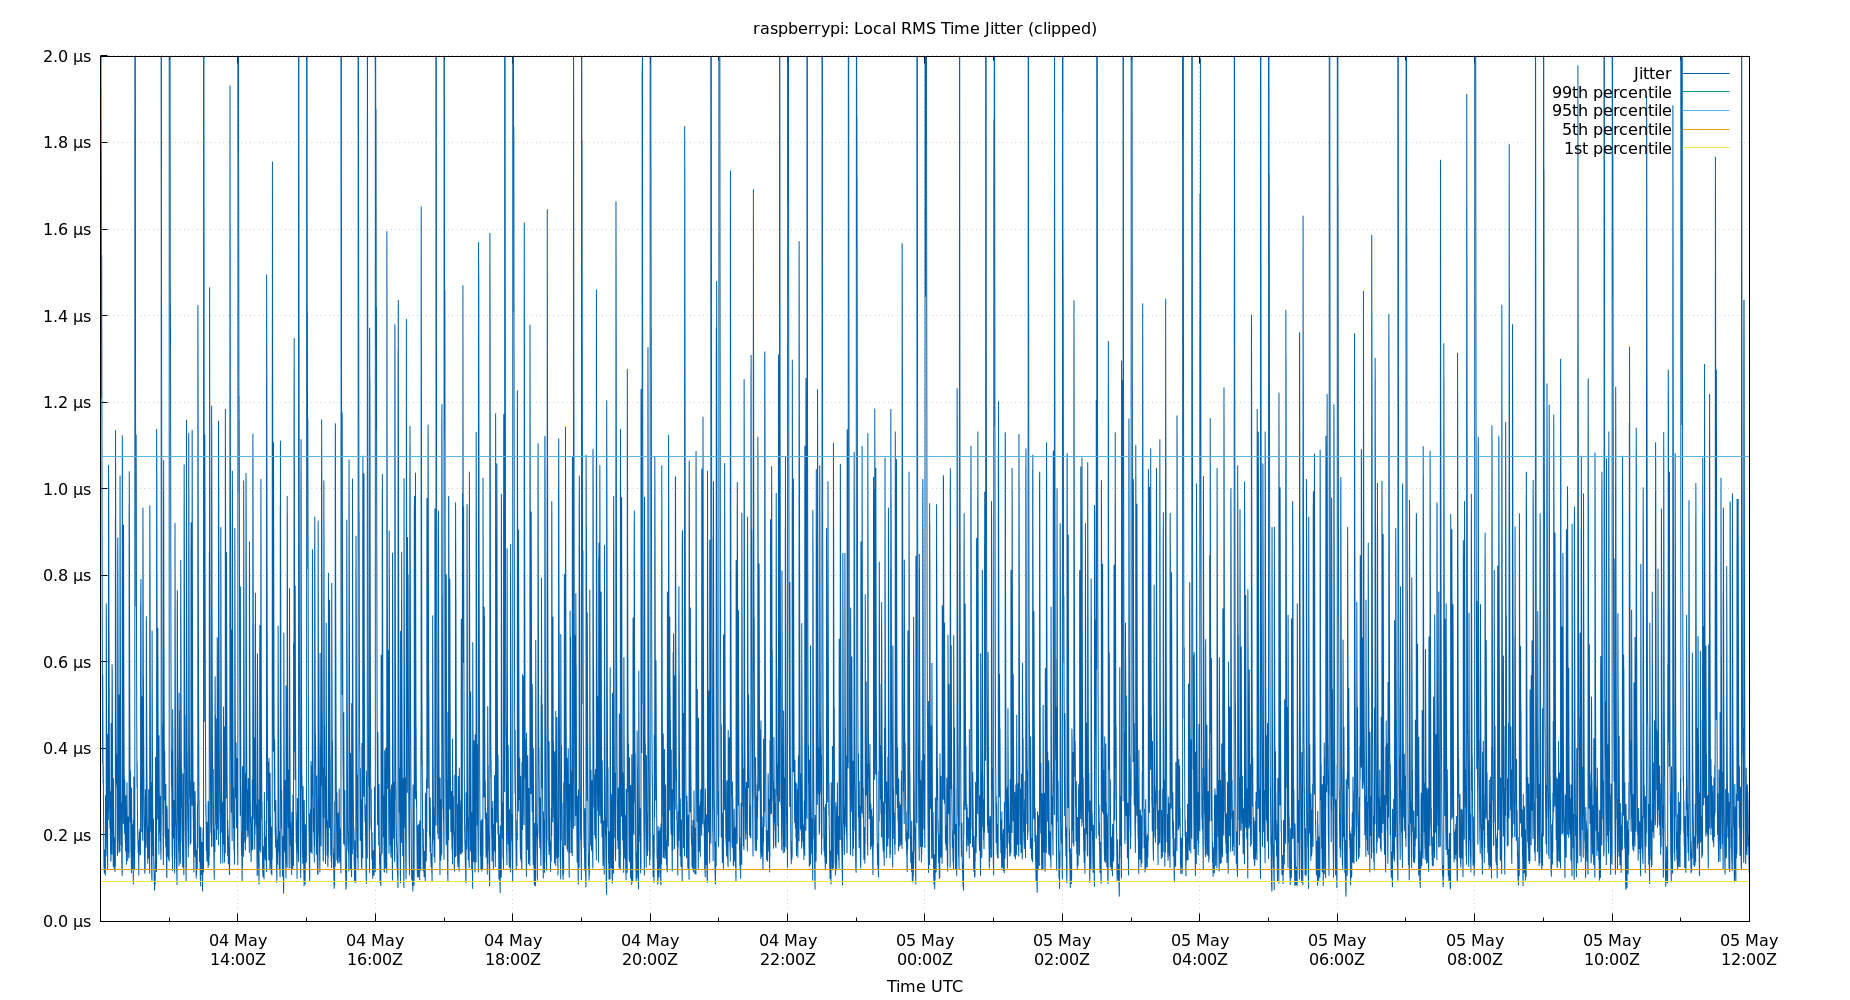 raspberrypi: Local RMS Time Jitter (clipped)
2.0 µs
1.8 µs
1.6 µs
1.4 µs
1.2 µs
1.0 µs
0.8 µs
0.6 µs
0.4 µs
0.2 µs
0.0 µs
Jitter
99th percentile
95th percentile
5th percentile
1st percentile
04 May 04 May 04 May 04 May 04 May 05 May 05 May 05 May 05 May 05 May 05 May 05 May
14:00Z 16:00Z 18:00Z 20:00Z 22:00Z 00:00Z 02:00Z 04:00Z 06:00Z 08:00Z 10:00Z 12:00Z
Time UTC